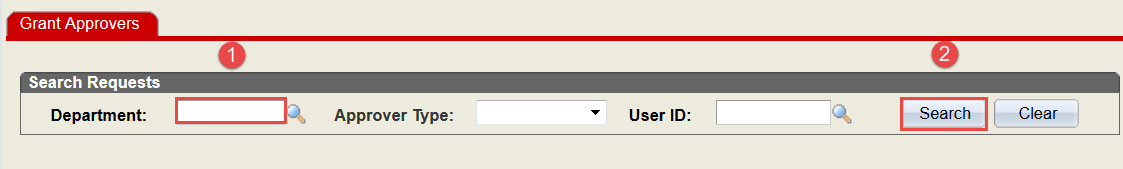 Grant Approvers
1
2
Search Requests
Department: Approver Type: User ID: Search Clear